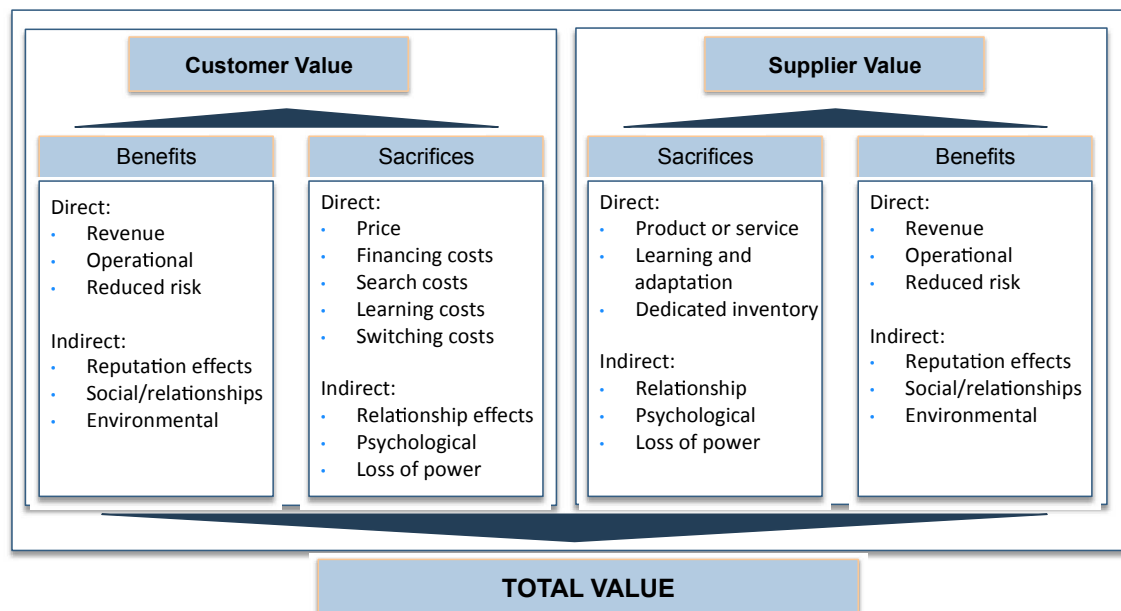 Customer Value
Benefits
Direct:
• Revenue
• Operational
• Reduced risk
Indirect:
• Reputation effects
• Social/relationships
• Environmental
Sacrifices
Direct:
• Price
• Financing costs
• Search costs
• Learning costs
• Switching costs
Indirect:
• Relationship effects
• Psychological
• Loss of power
Supplier Value
Sacrifices
Direct:
• Product or service
• Learning and
adaptation
• Dedicated inventory
Indirect:
• Relationship
• Psychological
• Loss of power
Benefits
Direct:
• Revenue
• Operational
• Reduced risk
Indirect:
• Reputation effects
• Social/relationships
• Environmental
TOTAL VALUE